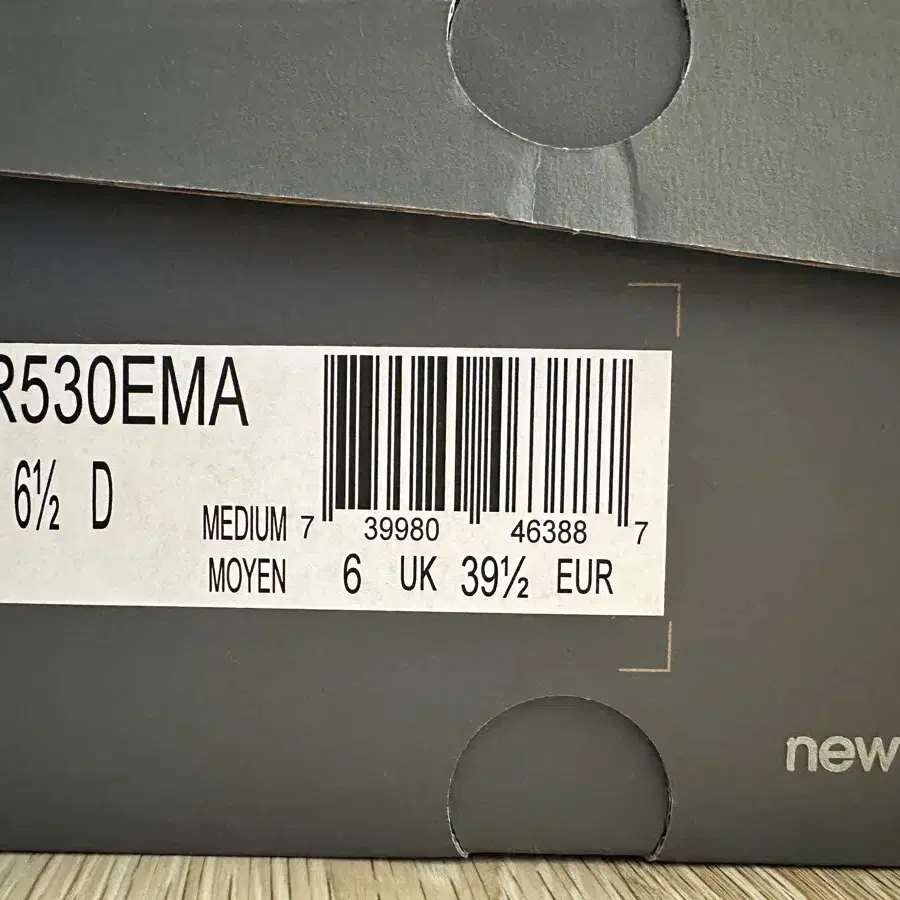 R530EMA
6½ D
MEDIUM 7 39980 46388 7
MOYEN 6 UK 39½ EUR
new